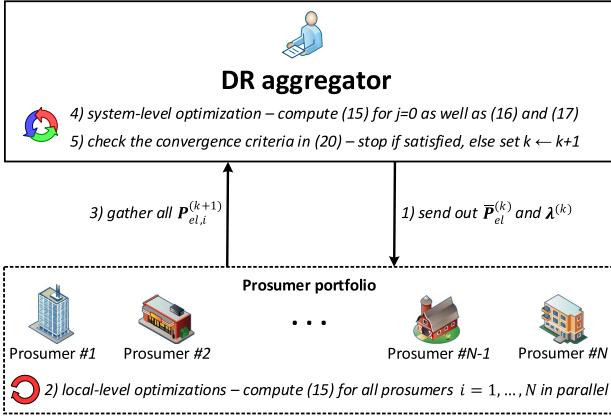 DR aggregator
4) system-level optimization – compute (15) for j=0 as well as (16) and (17)
5) check the convergence criteria in (20) – stop if satisfied, else set k ← k+1
3) gather all P_{el,i}^{(k+1)}
1) send out P̅_{el}^{(k)} and λ^{(k)}
Prosumer portfolio
...
Prosumer #1
Prosumer #2
Prosumer #N-1
Prosumer #N
2) local-level optimizations – compute (15) for all prosumers i = 1, ..., N in parallel